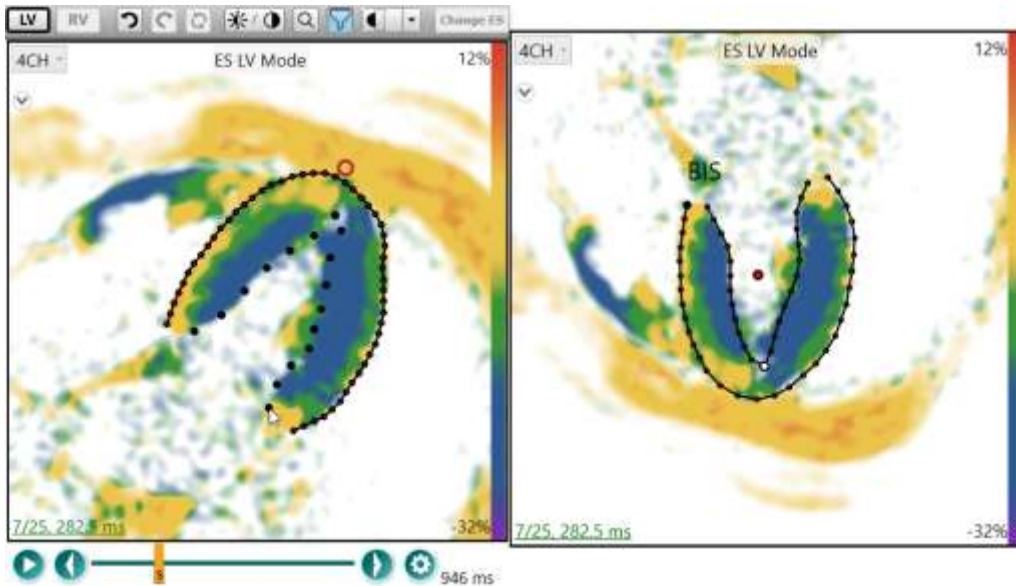 LV RV Change ES
4CH ES LV Mode 12%
7/25, 282.5 ms -32%
946 ms
4CH ES LV Mode 12%
BIS
7/25, 282.5 ms -32%